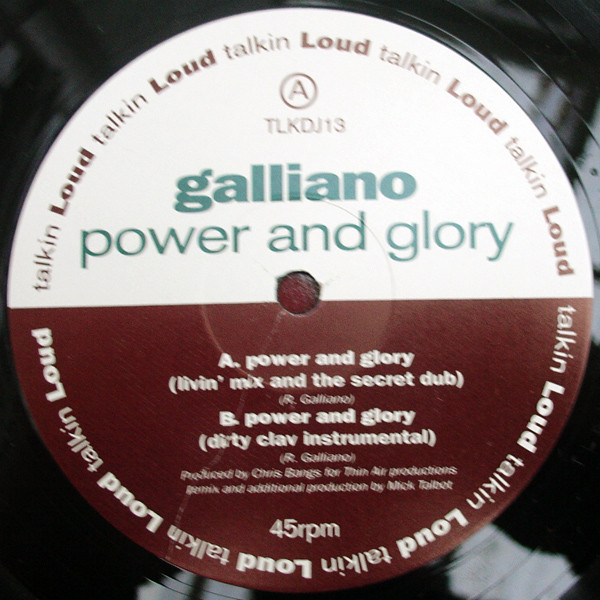 talkin Loud talkin Loud talkin Loud talkin Loud
A
TLKDJ13
galliano
power and glory
A. power and glory
(livin' mix and the secret dub)
(R. Galliano)
B. power and glory
(dirty clav instrumental)
(R. Galliano)
Produced by Chris Bangs for Thin Air productions
remix and additional production by Mick Talbot
45rpm
talkin Loud talkin Loud talkin Loud talkin Loud talkin Loud